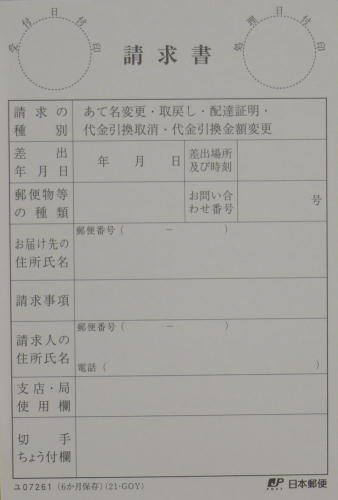 受付日付印
請求書
処理日付印
請求の種別
あて名変更・取戻し・配達証明・
代金引換取消・代金引換金額変更
差出年月日
年 月 日
差出場所及び時刻
郵便物等の種類
お問い合わせ番号
号
お届け先の住所氏名
郵便番号（ － ）
請求事項
請求人の住所氏名
郵便番号（ － ）
電話（ ）
支店・局使用欄
切手ちょう付欄
ユ07261（6か月保存）（21・GOY）
JP POST 日本郵便